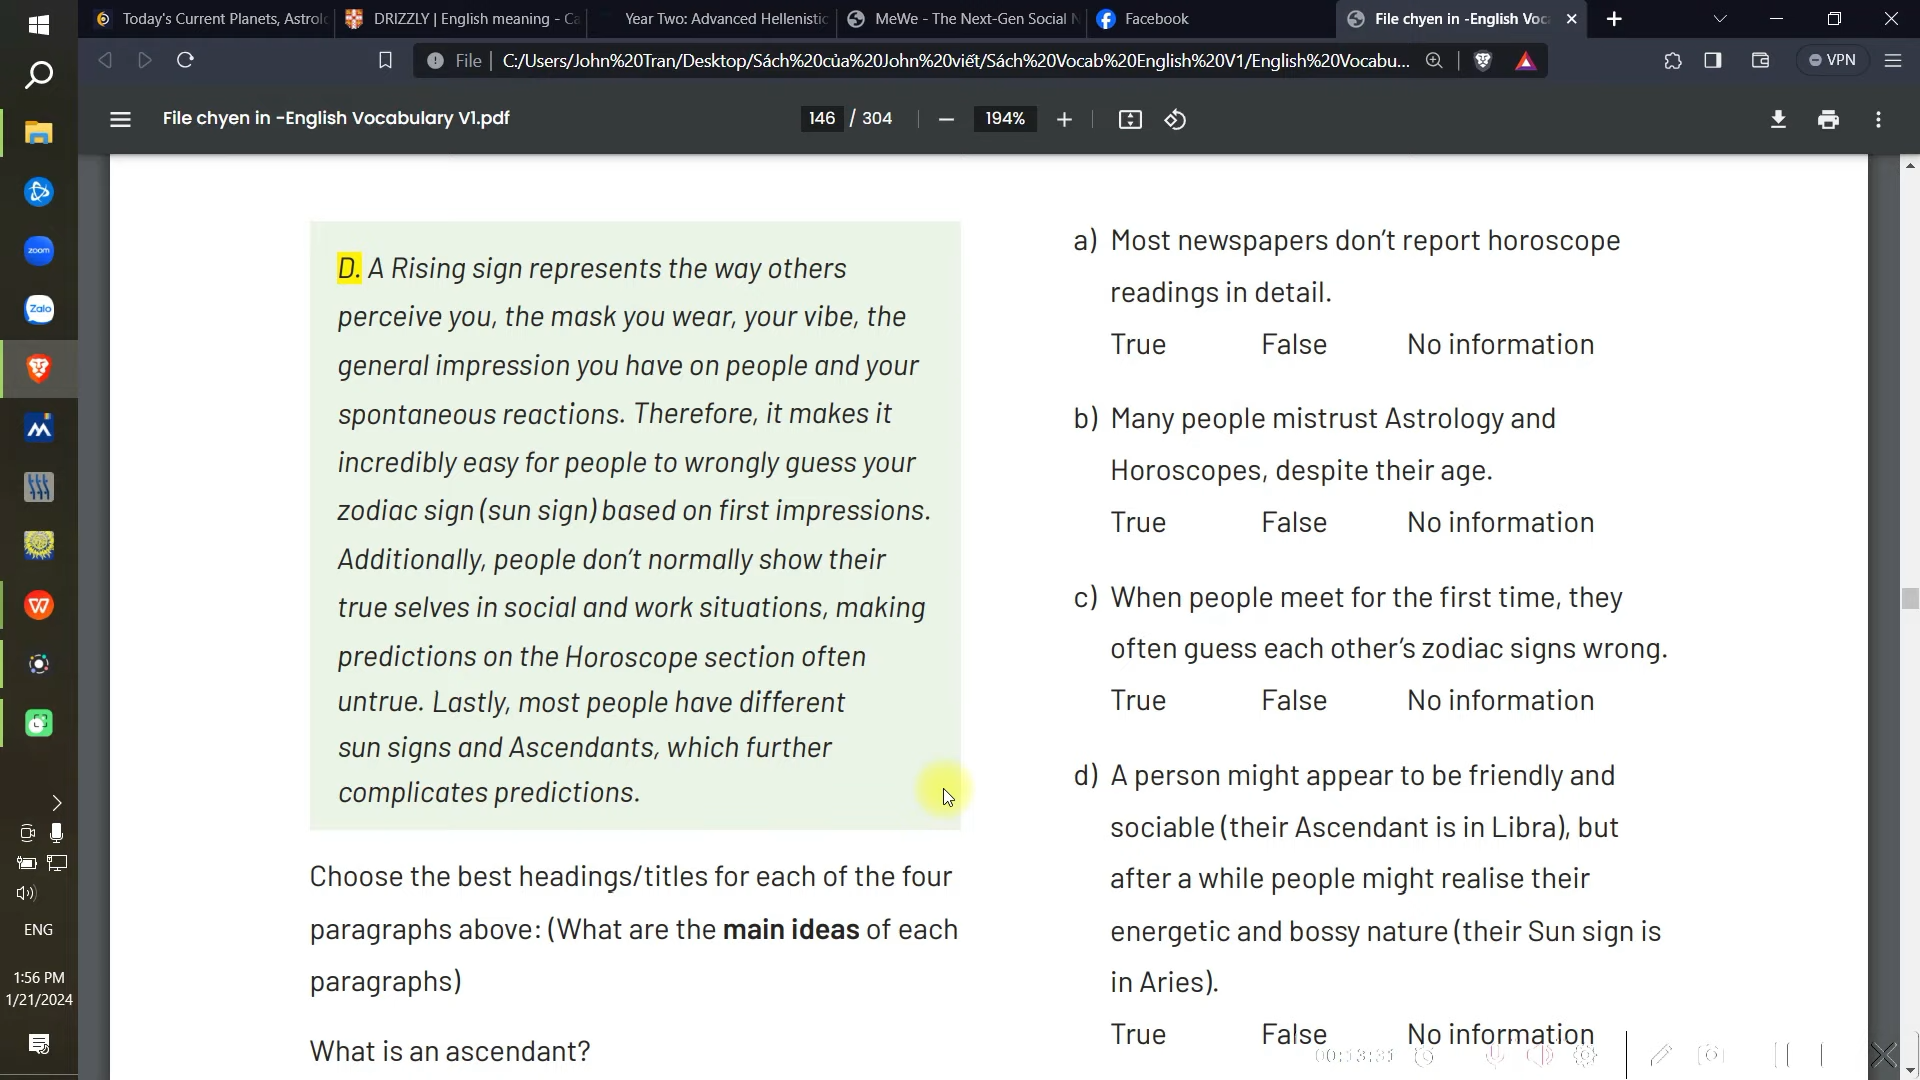 Today's Current Planets, Astrol
DRIZZLY | English meaning - Ca
Year Two: Advanced Hellenistic
MeWe - The Next-Gen Social N
Facebook
File chyen in -English Voc
File
C:/Users/John%20Tran/Desktop/Sách%20của%20John%20viết/Sách%20Vocab%20English%20V1/English%20Vocabu...
VPN
File chyen in -English Vocabulary V1.pdf
146 / 304
194%
D. A Rising sign represents the way others
perceive you, the mask you wear, your vibe, the
general impression you have on people and your
spontaneous reactions. Therefore, it makes it
incredibly easy for people to wrongly guess your
zodiac sign (sun sign) based on first impressions.
Additionally, people don't normally show their
true selves in social and work situations, making
predictions on the Horoscope section often
untrue. Lastly, most people have different
sun signs and Ascendants, which further
complicates predictions.
Choose the best headings/titles for each of the four
paragraphs above: (What are the main ideas of each
paragraphs)
What is an ascendant?
a) Most newspapers don't report horoscope
readings in detail.
True False No information
b) Many people mistrust Astrology and
Horoscopes, despite their age.
True False No information
c) When people meet for the first time, they
often guess each other's zodiac signs wrong.
True False No information
d) A person might appear to be friendly and
sociable (their Ascendant is in Libra), but
after a while people might realise their
energetic and bossy nature (their Sun sign is
in Aries).
True False No information
00:13:31
zoom
Zalo
ENG
1:56 PM
1/21/2024